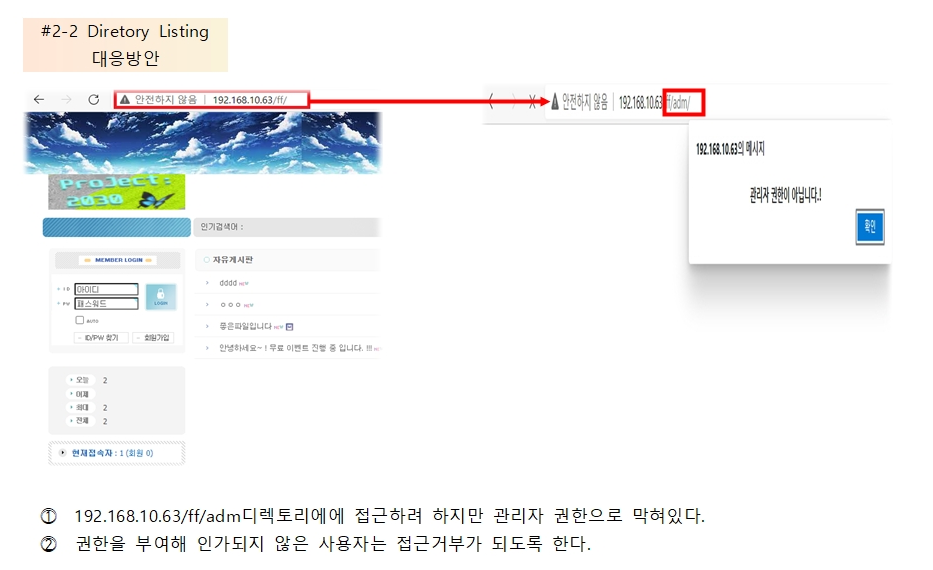 #2-2 Diretory Listing
대응방안
안전하지 않음 | 192.168.10.63/ff/
안전하지 않음 | 192.168.10.63/ff/adm/
192.168.10.63의 메시지
관리자 권한이 아닙니다.!
확인
Project:
2030
인기검색어 :
MEMBER LOGIN
자유게시판
ID 아이디
PW 패스워드
LOGIN
auto
ID/PW 찾기
회원가입
dddd NEW
ㅇㅇㅇ NEW
좋은파일입니다 NEW
안녕하세요~ ! 무료 이벤트 진행 중 입니다. !!!
오늘 2
어제
최대 2
전체 2
현재접속자 : 1 (회원 0)
① 192.168.10.63/ff/adm디렉토리에에 접근하려 하지만 관리자 권한으로 막혀있다.
② 권한을 부여해 인가되지 않은 사용자는 접근거부가 되도록 한다.